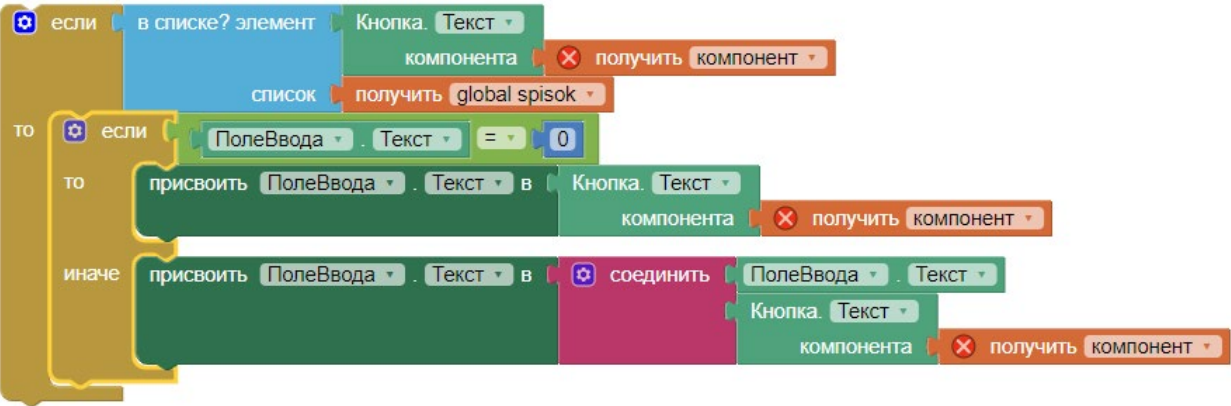 если в списке? элемент Кнопка. Текст
компонента получить компонент
список получить global spisok
то если ПолеВвода . Текст = 0
то присвоить ПолеВвода . Текст в Кнопка. Текст
компонента получить компонент
иначе присвоить ПолеВвода . Текст в соединить ПолеВвода . Текст
Кнопка. Текст
компонента получить компонент